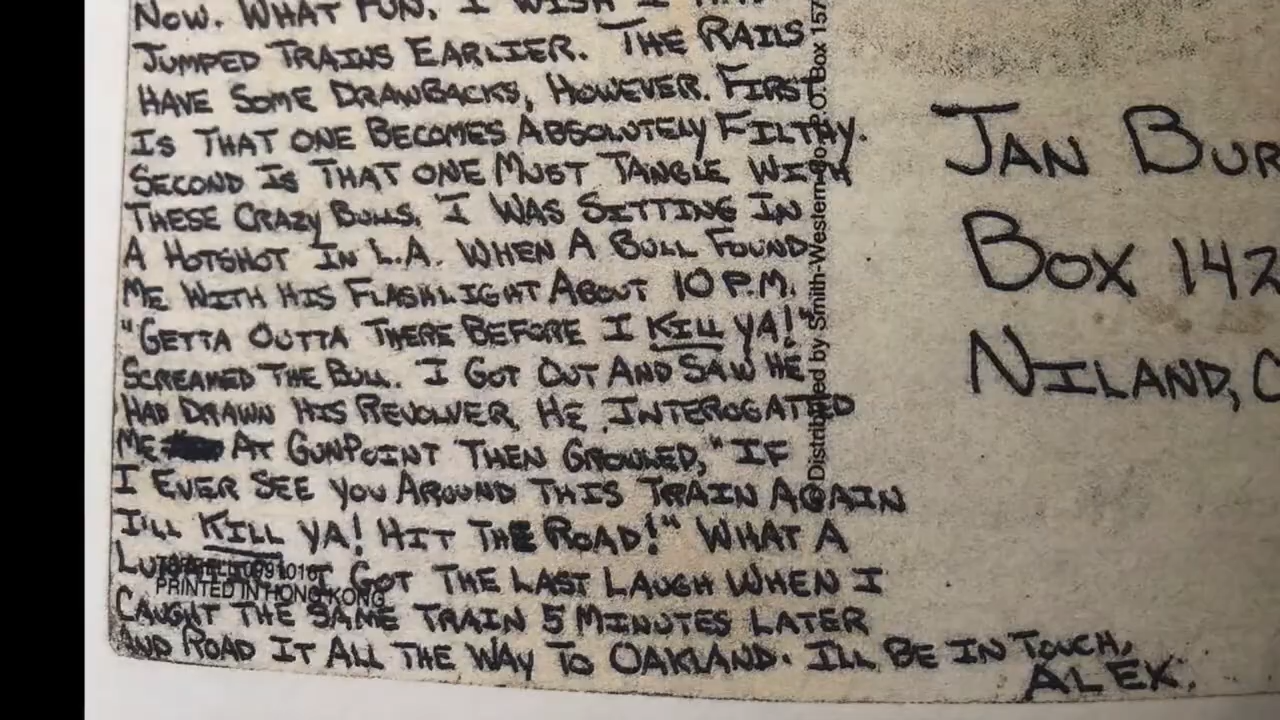 NOW. WHAT FUN, I WISH I HAD
JUMPED TRAINS EARLIER. THE RAILS
HAVE SOME DRAWBACKS, HOWEVER. FIRST
IS THAT ONE BECOMES ABSOLUTELY FILTHY.
SECOND IS THAT ONE MUST TANGLE WITH
THESE CRAZY BULLS. I WAS SITTING IN
A HOTSHOT IN L.A. WHEN A BULL FOUND
ME WITH HIS FLASHLIGHT ABOUT 10 P.M.
"GETTA OUTTA THERE BEFORE I KILL YA!"
SCREAMED THE BULL. I GOT OUT AND SAW HE
HAD DRAWN HIS REVOLVER. HE INTEROGATED
ME AT GUNPOINT THEN GROWLED, "IF
I EVER SEE YOU AROUND THIS TRAIN AGAIN
I'LL KILL YA! HIT THE ROAD!" WHAT A
GOT THE LAST LAUGH WHEN I
CAUGHT THE SAME TRAIN 5 MINUTES LATER
AND ROAD IT ALL THE WAY TO OAKLAND. I'LL BE IN TOUCH,
ALEX.
PRINTED IN HONG KONG
Distributed by Smith-Western Co., P.O. Box 157
JAN BUR
BOX 142
NILAND, C